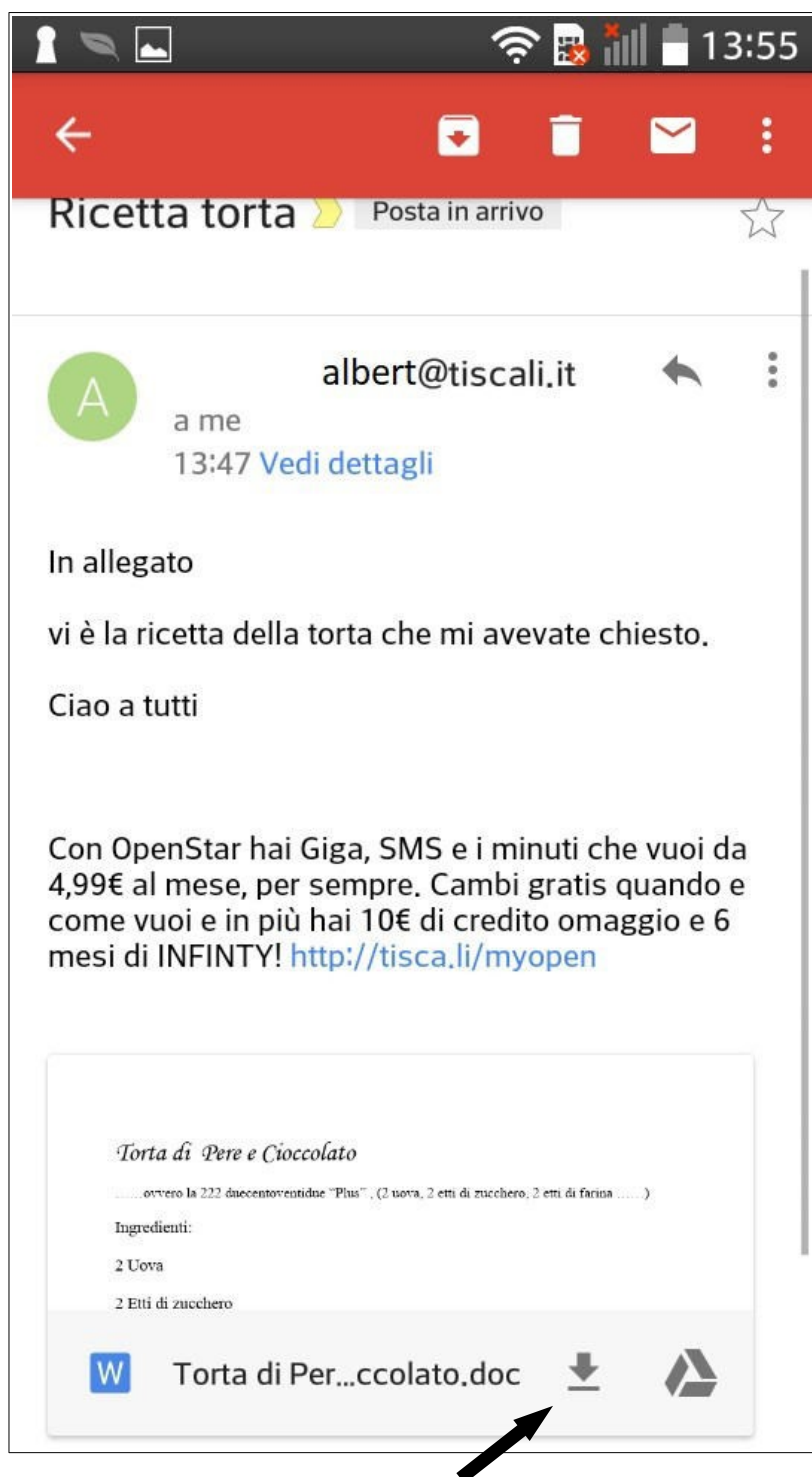 13:55
Ricetta torta Posta in arrivo
A
albert@tiscali.it
a me
13:47 Vedi dettagli
In allegato
vi è la ricetta della torta che mi avevate chiesto.
Ciao a tutti
Con OpenStar hai Giga, SMS e i minuti che vuoi da
4,99€ al mese, per sempre. Cambi gratis quando e
come vuoi e in più hai 10€ di credito omaggio e 6
mesi di INFINTY! http://tisca.li/myopen
Torta di Pere e Cioccolato
......ovvero la 222 duecentoventidue “Plus” , (2 uova, 2 etti di zucchero, 2 etti di farina ......)
Ingredienti:
2 Uova
2 Etti di zucchero
W Torta di Per...ccolato.doc